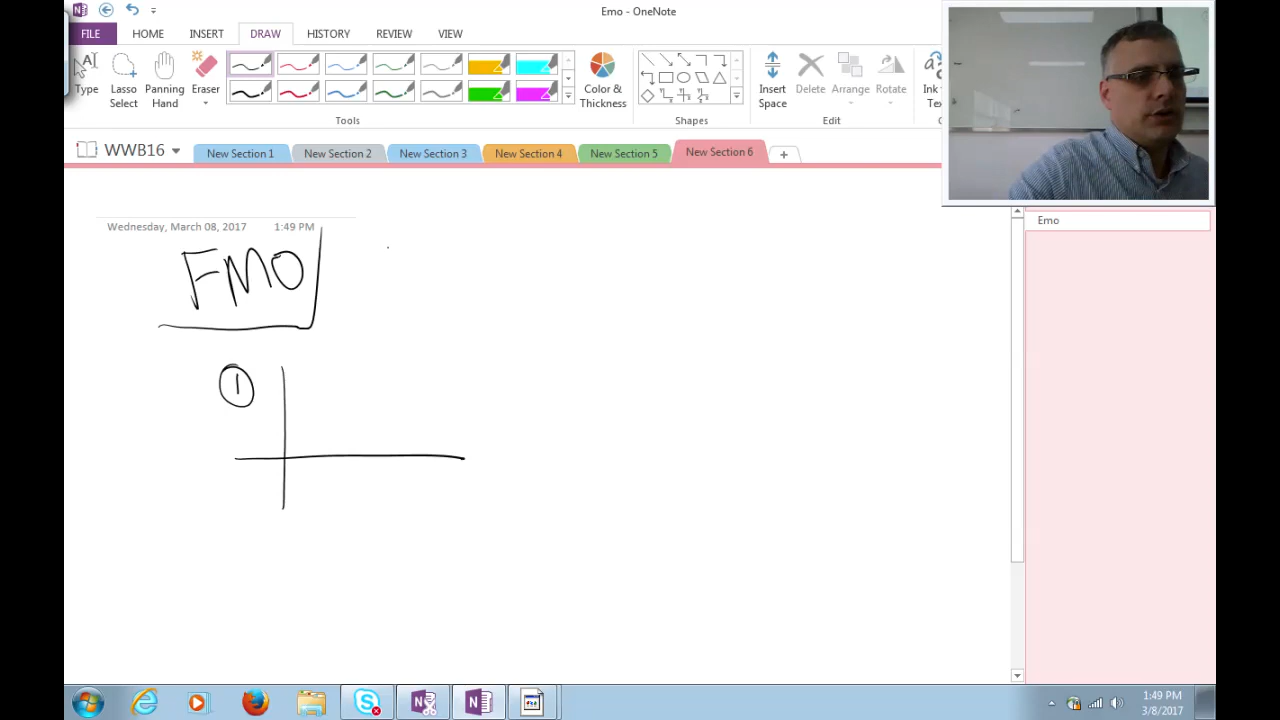 Emo - OneNote
FILE HOME INSERT DRAW HISTORY REVIEW VIEW
Type
Lasso Select
Panning Hand
Eraser
Color & Thickness
Insert Space
Delete
Arrange
Rotate
Ink to
Tools
Shapes
Edit
WWB16
New Section 1 New Section 2 New Section 3 New Section 4 New Section 5 New Section 6
Emo
Wednesday, March 08, 2017 1:49 PM
FMO
1
1:49 PM
3/8/2017